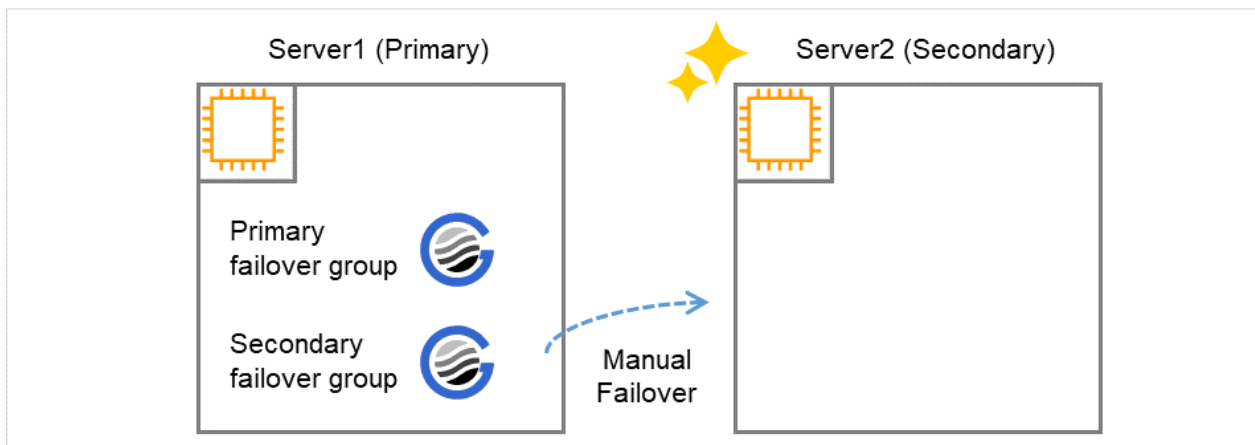 Server1 (Primary)
Server2 (Secondary)
Primary
failover group
Secondary
failover group
Manual
Failover